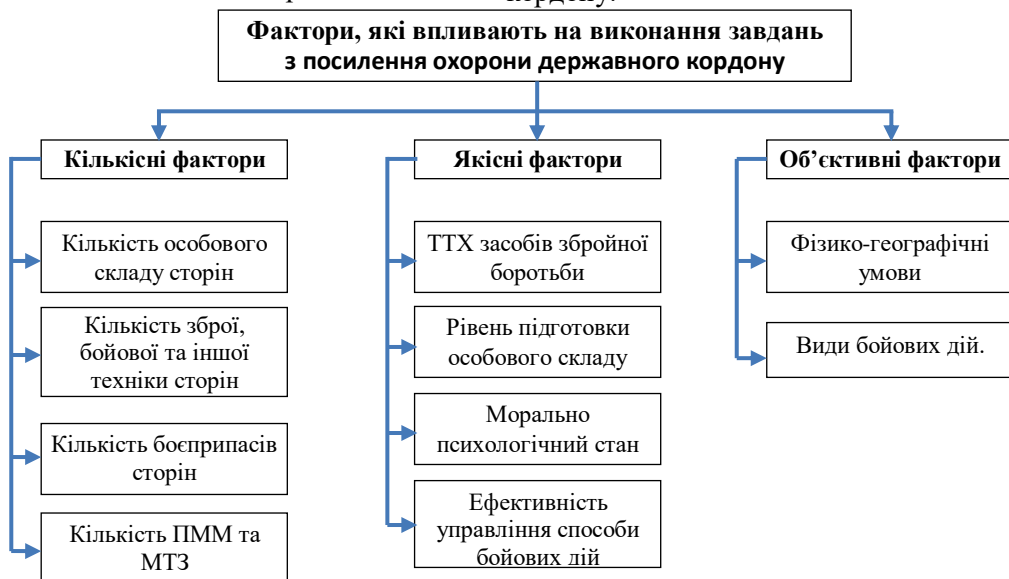 кордону.
Фактори, які впливають на виконання завдань
з посилення охорони державного кордону
Кількісні фактори
Кількість особового
складу сторін
Кількість зброї,
бойової та іншої
техніки сторін
Кількість боєприпасів
сторін
Кількість ПММ та
МТЗ
Якісні фактори
ТТХ засобів збройної
боротьби
Рівень підготовки
особового складу
Морально
психологічний стан
Ефективність
управління способи
бойових дій
Об’єктивні фактори
Фізико-географічні
умови
Види бойових дій.